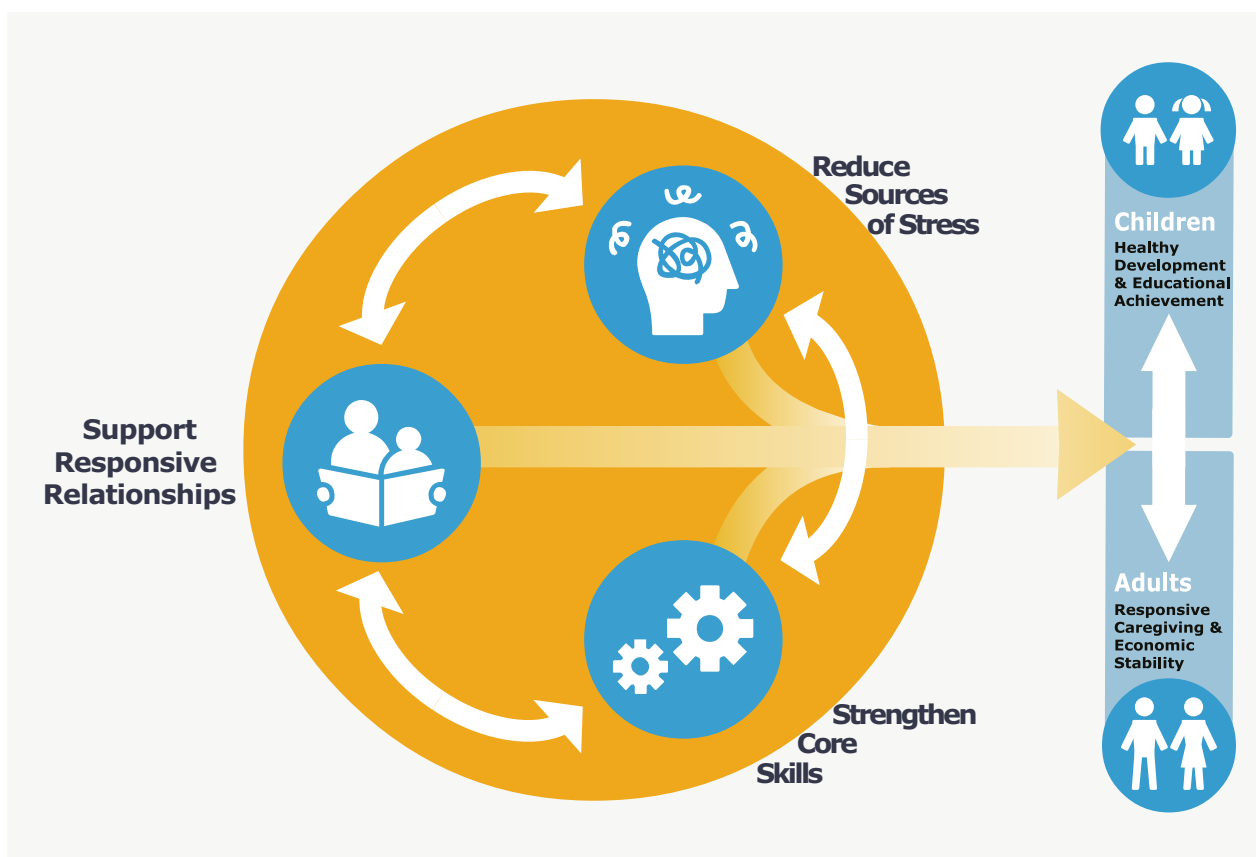 Reduce
Sources
of Stress
Support
Responsive
Relationships
Strengthen
Core
Skills
Children
Healthy
Development
& Educational
Achievement
Adults
Responsive
Caregiving &
Economic
Stability